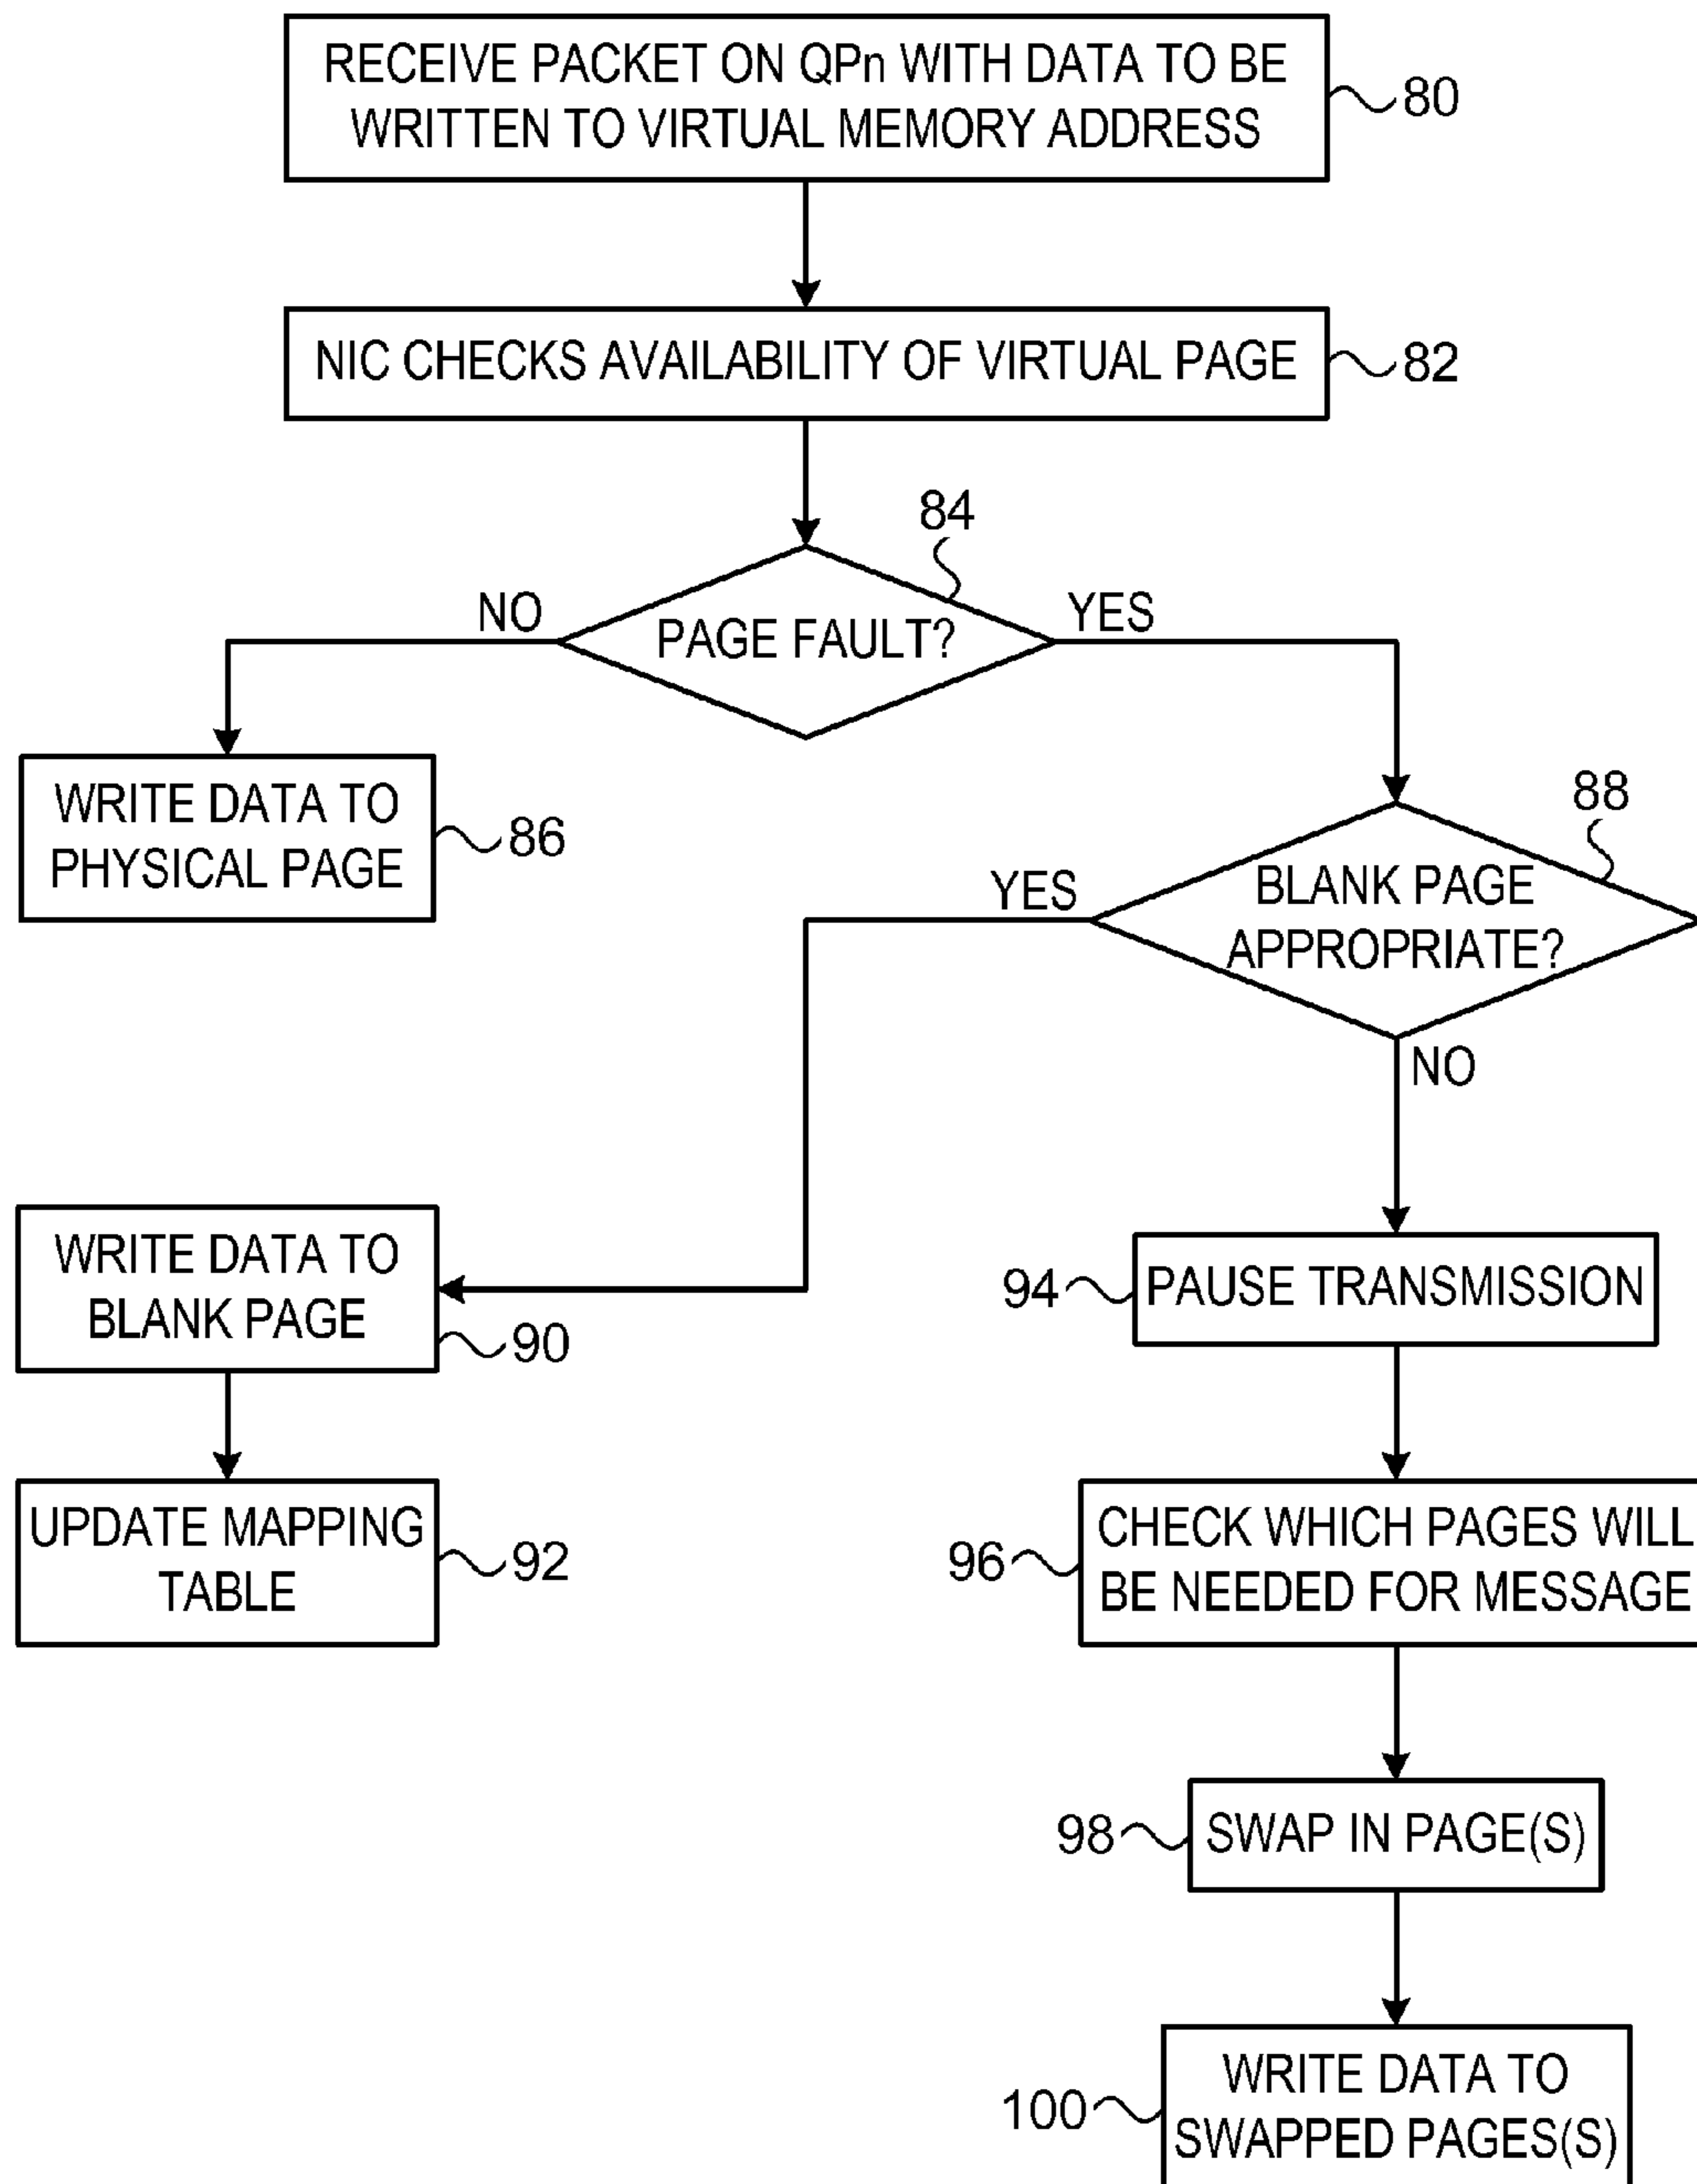 RECEIVE PACKET ON QPn WITH DATA TO BE
WRITTEN TO VIRTUAL MEMORY ADDRESS
80
NIC CHECKS AVAILABILITY OF VIRTUAL PAGE
82
84
NO
PAGE FAULT?
YES
WRITE DATA TO
PHYSICAL PAGE
86
88
BLANK PAGE
APPROPRIATE?
YES
NO
WRITE DATA TO
BLANK PAGE
90
UPDATE MAPPING
TABLE
92
94
PAUSE TRANSMISSION
96
CHECK WHICH PAGES WILL
BE NEEDED FOR MESSAGE
98
SWAP IN PAGE(S)
100
WRITE DATA TO
SWAPPED PAGES(S)